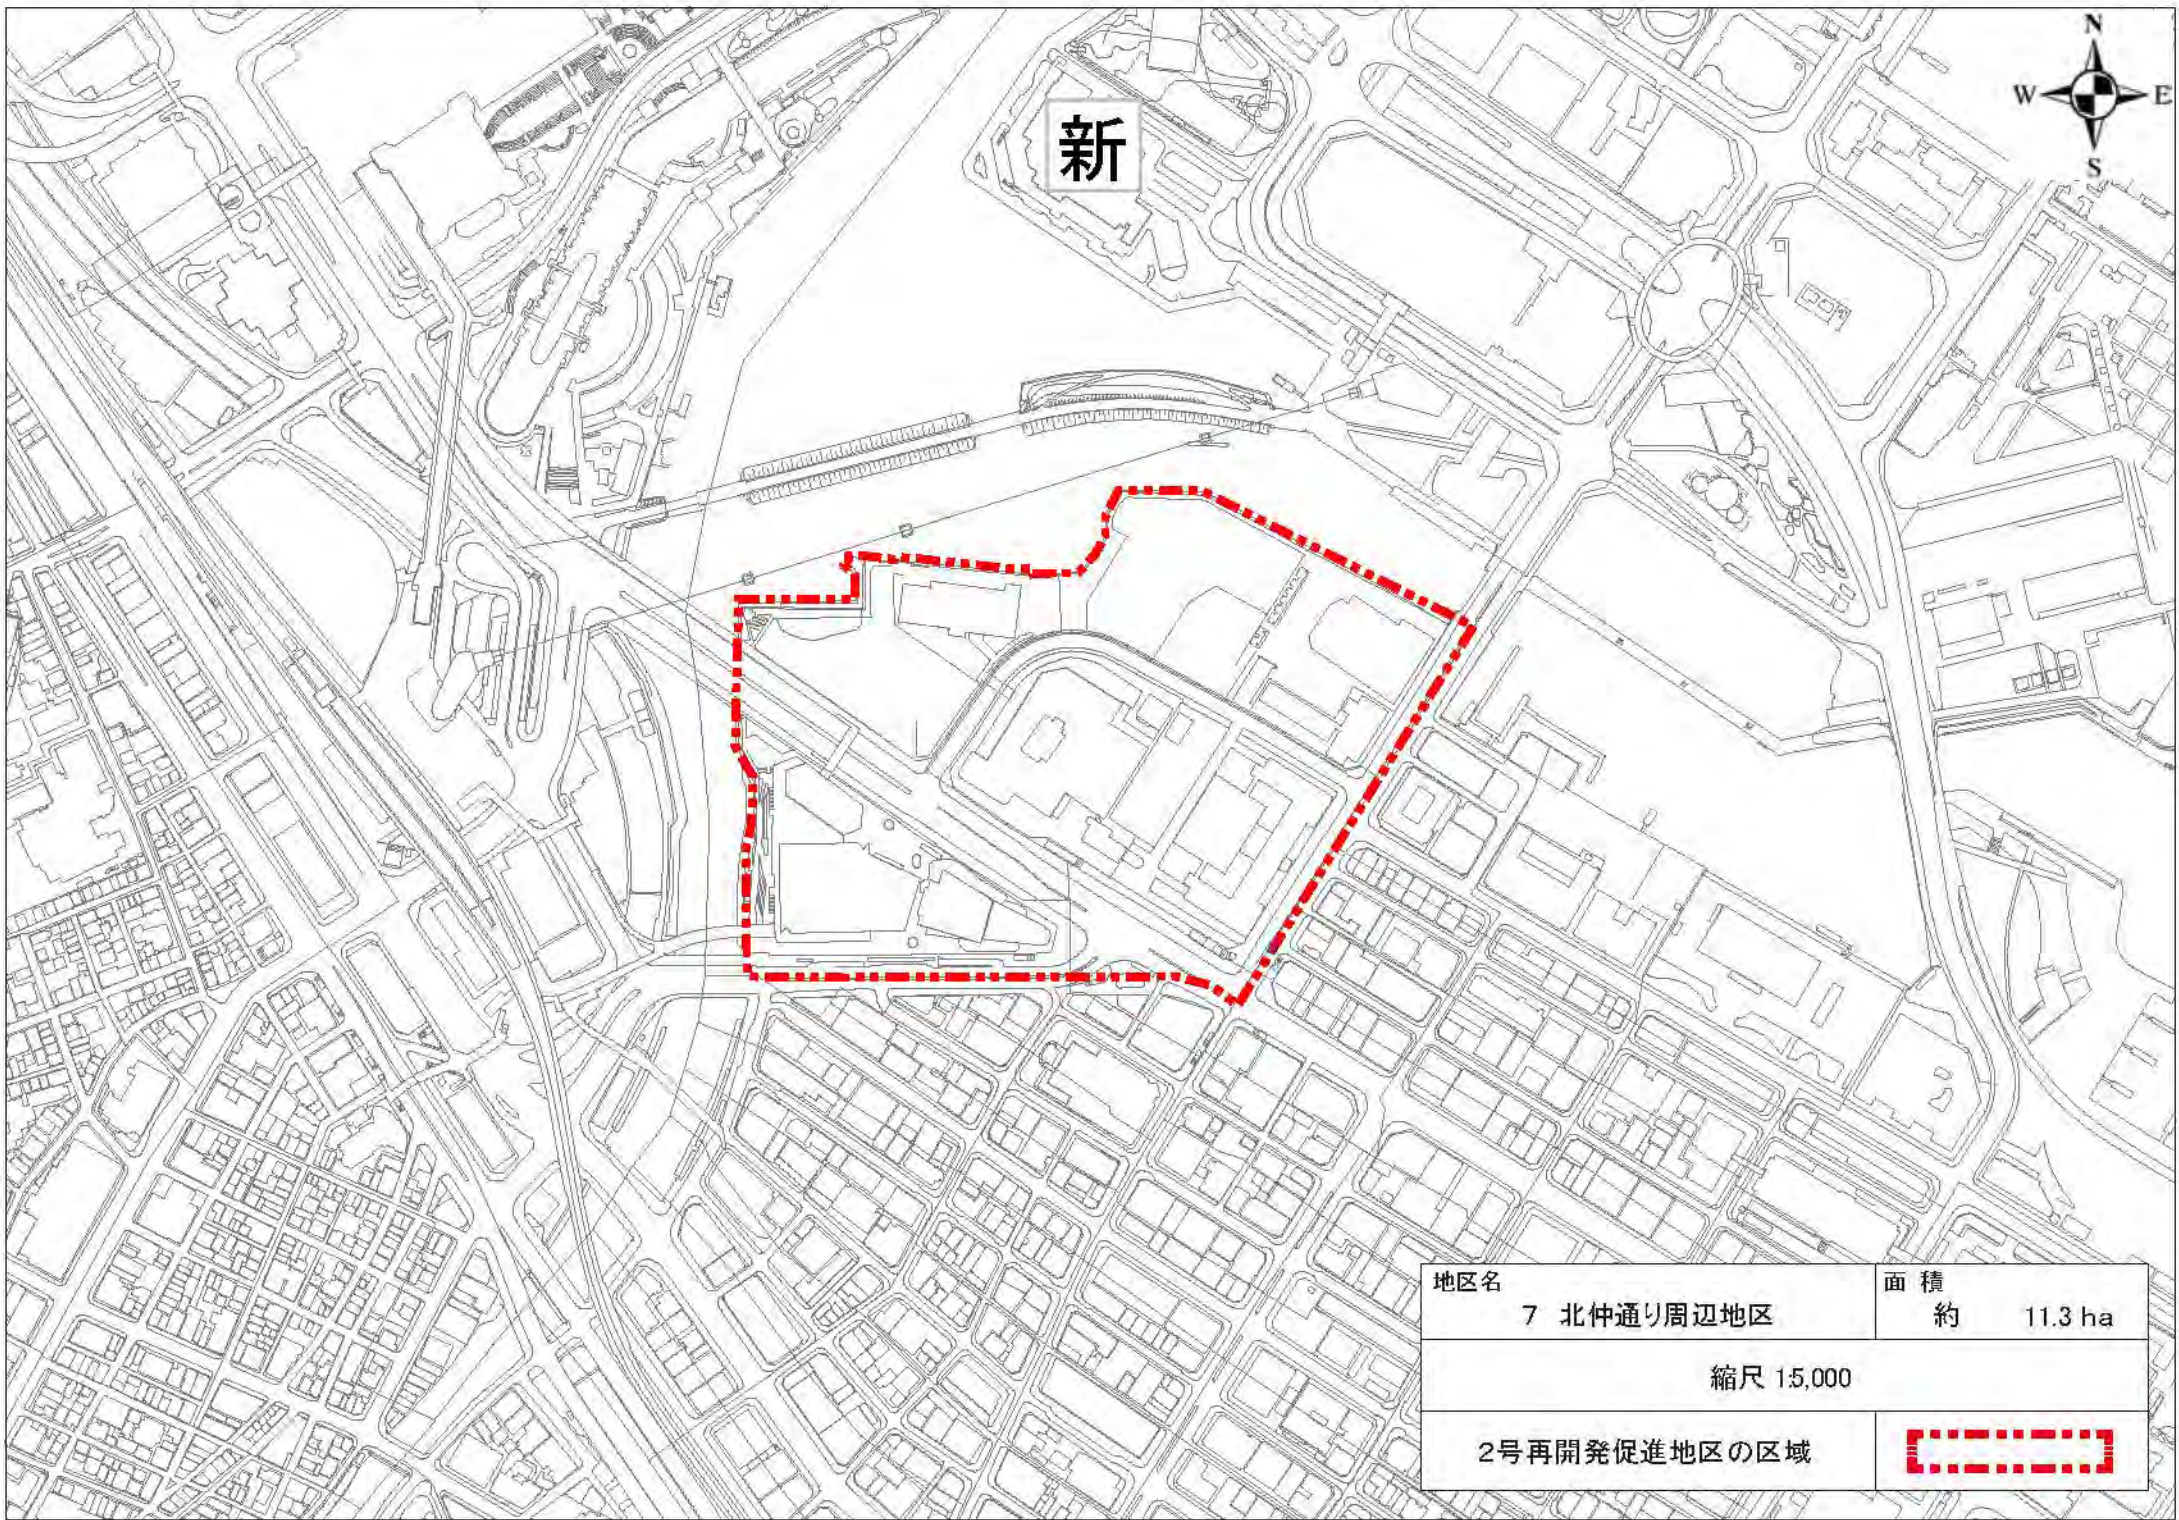 N
W E
S
新
地区名
7 北仲通り周辺地区
面 積
約 11.3 ha
縮尺 1:5,000
2号再開発促進地区の区域